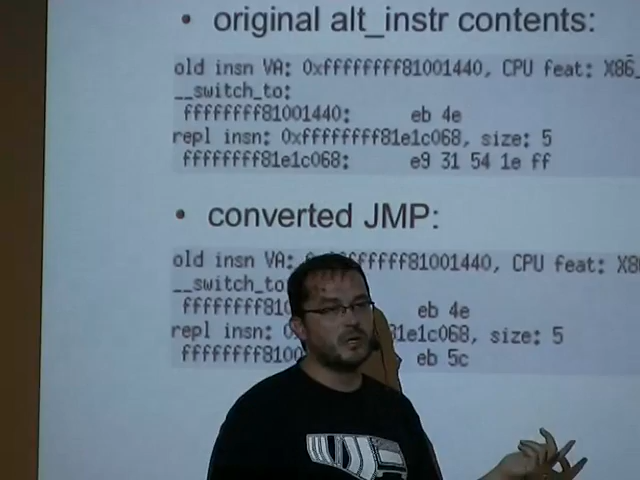 • original alt_instr contents:
old insn VA: 0xffffffff81001440, CPU feat: X86_
__switch_to:
ffffffff81001440: eb 4e
repl insn: 0xffffffff81e1c068, size: 5
ffffffff81e1c068: e9 31 54 1e ff
• converted JMP:
old insn VA: ffffff81001440, CPU feat: X8
__switch_to
ffffffff810 eb 4e
repl insn: 81e1c068, size: 5
ffffffff8100 eb 5c